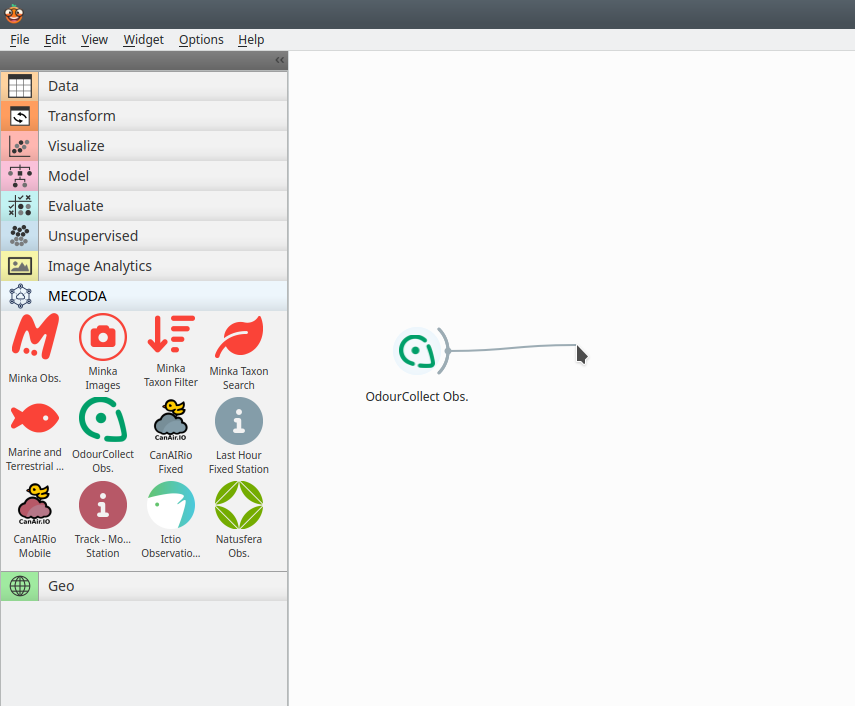 File Edit View Widget Options Help
Data
Transform
Visualize
Model
Evaluate
Unsupervised
Image Analytics
MECODA
Minka Obs.
Minka
Images
Minka
Taxon Filter
Minka Taxon
Search
Marine and
Terrestrial ...
OdourCollect
Obs.
CanAir.IO
CanAIRio
Fixed
Last Hour
Fixed Station
CanAir.IO
CanAIRio
Mobile
Track - Mo...
Station
Ictio
Observatio...
Natusfera
Obs.
Geo
OdourCollect Obs.